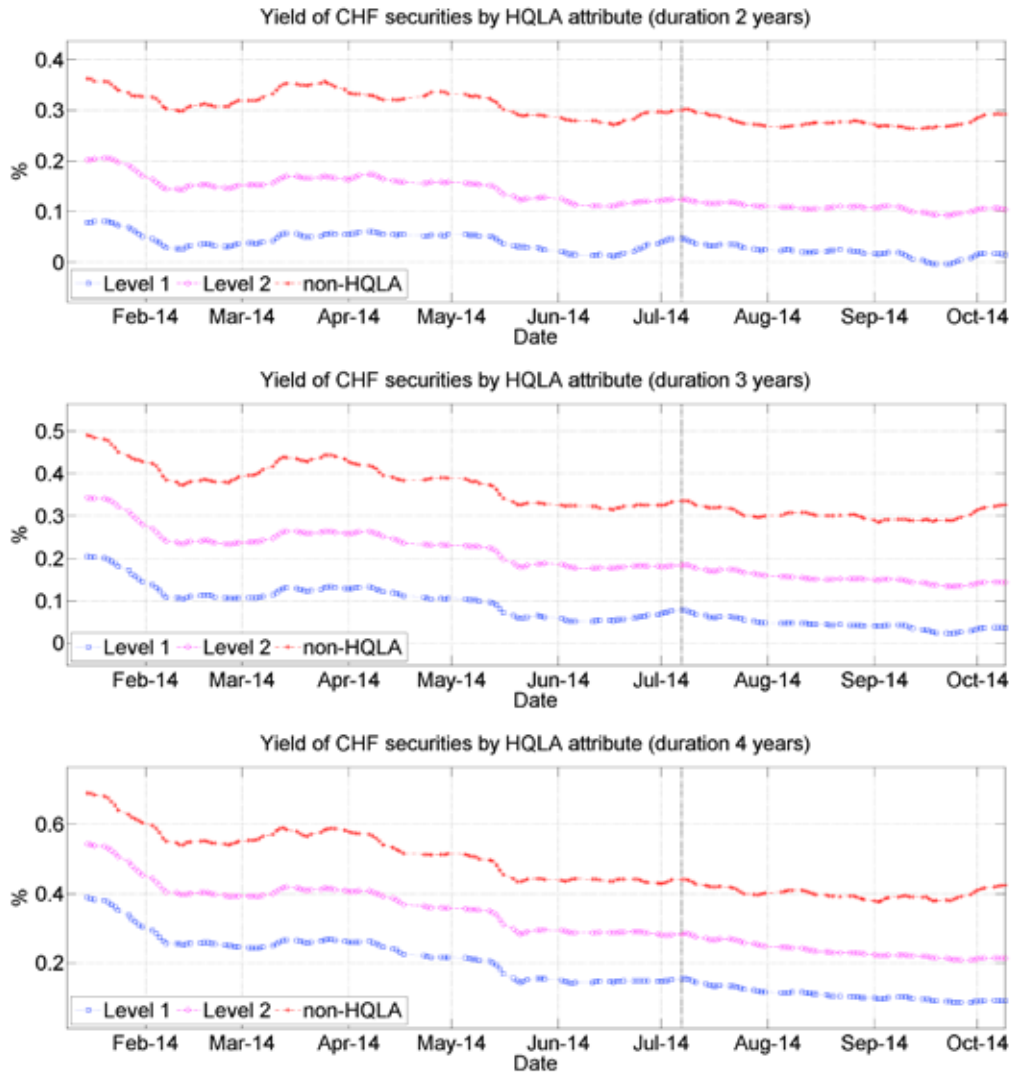 Yield of CHF securities by HQLA attribute (duration 2 years)
0.4
0.3
0.2
0.1
0
%
Level 1 Level 2 non-HQLA
Feb-14 Mar-14 Apr-14 May-14 Jun-14 Jul-14 Aug-14 Sep-14 Oct-14
Date
Yield of CHF securities by HQLA attribute (duration 3 years)
0.5
0.4
0.3
0.2
0.1
0
%
Level 1 Level 2 non-HQLA
Feb-14 Mar-14 Apr-14 May-14 Jun-14 Jul-14 Aug-14 Sep-14 Oct-14
Date
Yield of CHF securities by HQLA attribute (duration 4 years)
0.6
0.4
0.2
%
Level 1 Level 2 non-HQLA
Feb-14 Mar-14 Apr-14 May-14 Jun-14 Jul-14 Aug-14 Sep-14 Oct-14
Date